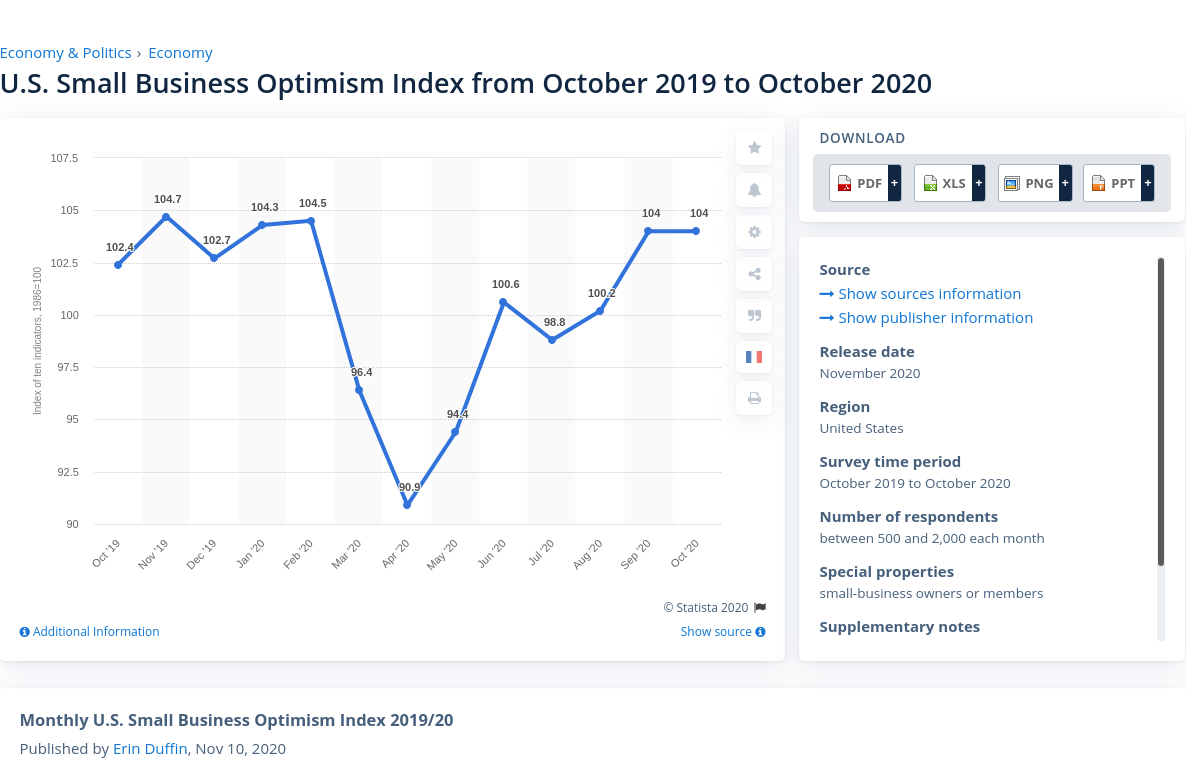 Economy & Politics › Economy
U.S. Small Business Optimism Index from October 2019 to October 2020
107.5
105
102.5
100
97.5
95
92.5
90
Index of ten indicators, 1986=100
102.4
104.7
102.7
104.3
104.5
96.4
90.9
94.4
100.6
98.8
100.2
104
104
Oct '19
Nov '19
Dec '19
Jan '20
Feb '20
Mar '20
Apr '20
May '20
Jun '20
Jul '20
Aug '20
Sep '20
Oct '20
© Statista 2020
Additional Information
Show source
DOWNLOAD
PDF + XLS + PNG + PPT +
Source
Show sources information
Show publisher information
Release date
November 2020
Region
United States
Survey time period
October 2019 to October 2020
Number of respondents
between 500 and 2,000 each month
Special properties
small-business owners or members
Supplementary notes
Monthly U.S. Small Business Optimism Index 2019/20
Published by Erin Duffin, Nov 10, 2020